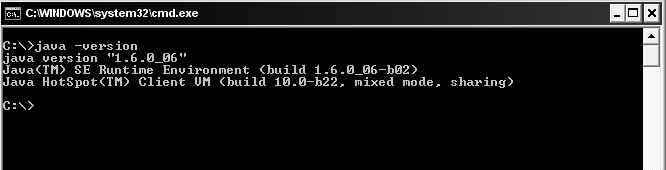 C:\WINDOWS\system32\cmd.exe
C:\>java -version
java version "1.6.0_06"
Java(TM) SE Runtime Environment (build 1.6.0_06-b02)
Java HotSpot(TM) Client VM (build 10.0-b22, mixed mode, sharing)
C:\>